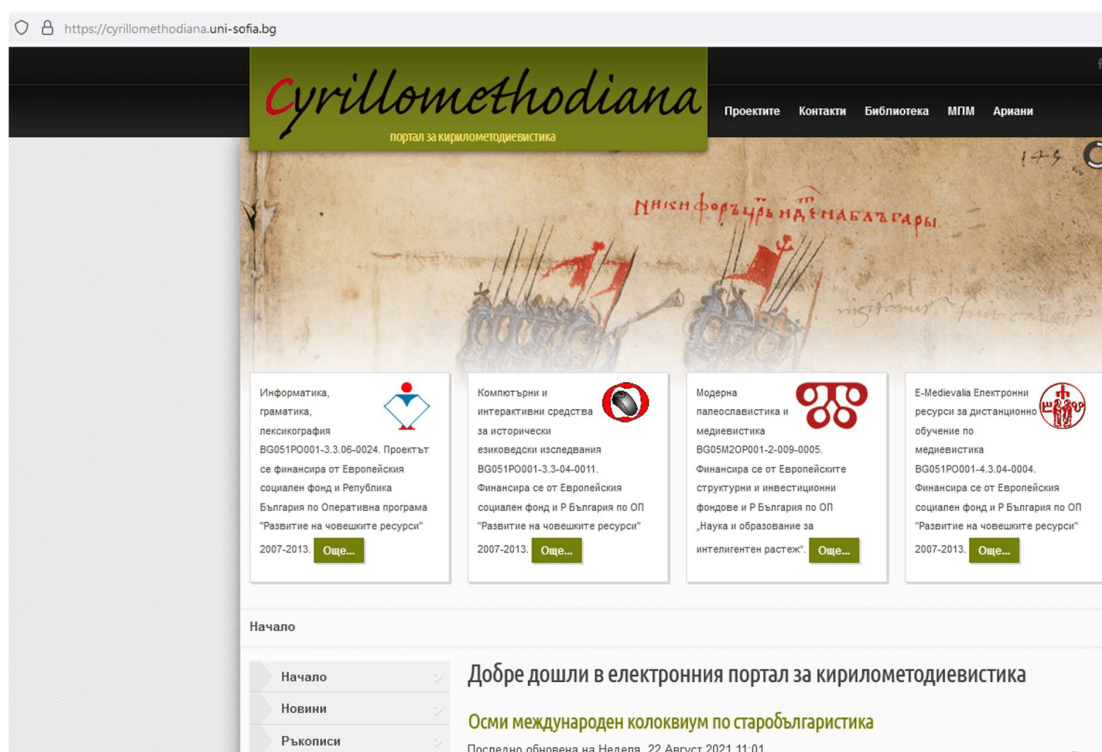 https://cyrillomethodiana.uni-sofia.bg
Cyrillomethodiana
портал за кирилометодиевистика
Проектите Контакти Библиотека МПМ Ариани
Информатика,
граматика,
лексикография
BG051PO001-3.3.06-0024. Проектът
се финансира от Европейския
социален фонд и Република
България по Оперативна програма
"Развитие на човешките ресурси"
2007-2013. Още...
Компютърни и
интерактивни средства
за исторически
езиковедски изследвания
BG051PO001-3.3-04-0011.
Финансира се от Европейския
социален фонд и Р България по ОП
"Развитие на човешките ресурси"
2007-2013. Още...
Модерна
палеославистика и
медиевистика
BG05M2OP001-2-009-0005.
Финансира се от Европейските
структурни и инвестиционни
фондове и Р България по ОП
„Наука и образование за
интелигентен растеж“. Още...
E-Medievalia Електронни
ресурси за дистанционно
обучение по
медиевистика
BG051PO001-4.3.04-0004.
Финансира се от Европейския
социален фонд и Р България по ОП
"Развитие на човешките ресурси"
2007-2013. Още...
Начало
Начало
Новини
Ръкописи
Добре дошли в електронния портал за кирилометодиевистика
Осми международен колоквиум по старобългаристика
Последно обновена на Неделя, 22 Август 2021 11:01